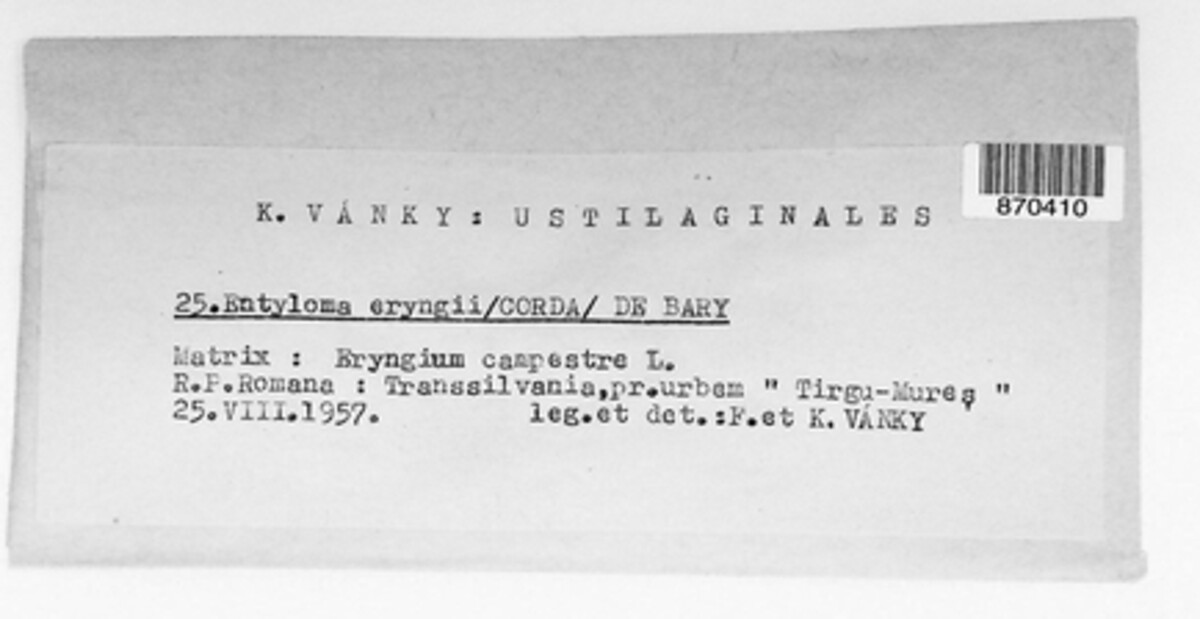 870410
K. VÁNKY: USTILAGINALES
25.Entyloma eryngii/CORDA/ DE BARY
Matrix : Eryngium campestre L.
R.P.Romana : Transsilvania,pr.urbem " Tirgu-Mureş "
25.VIII.1957. leg.et det.:F.et K. VÁNKY